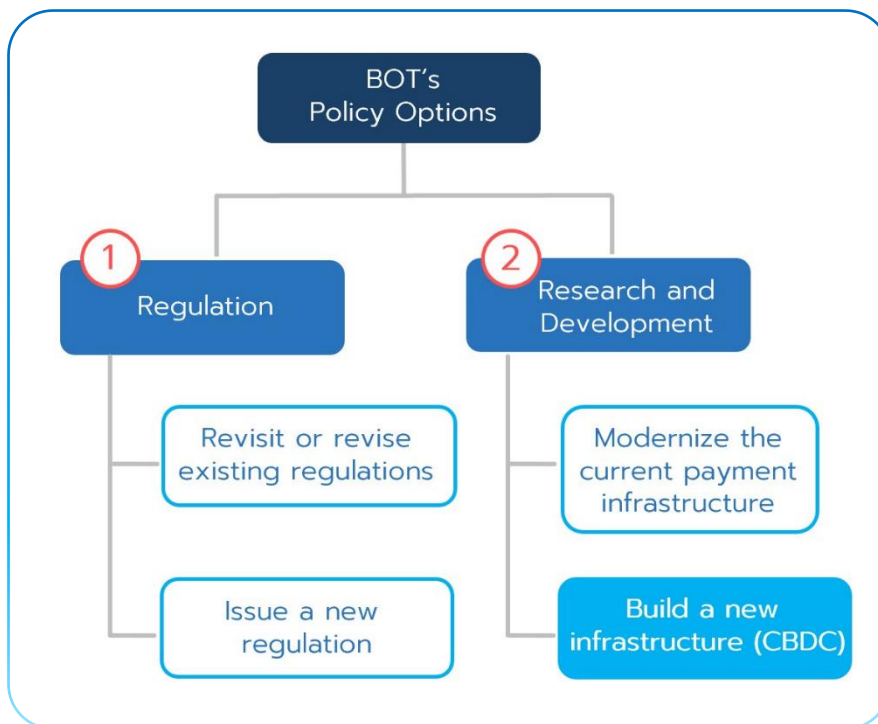 BOT's
Policy Options
1
Regulation
Revisit or revise
existing regulations
Issue a new
regulation
2
Research and
Development
Modernize the
current payment
infrastructure
Build a new
infrastructure (CBDC)